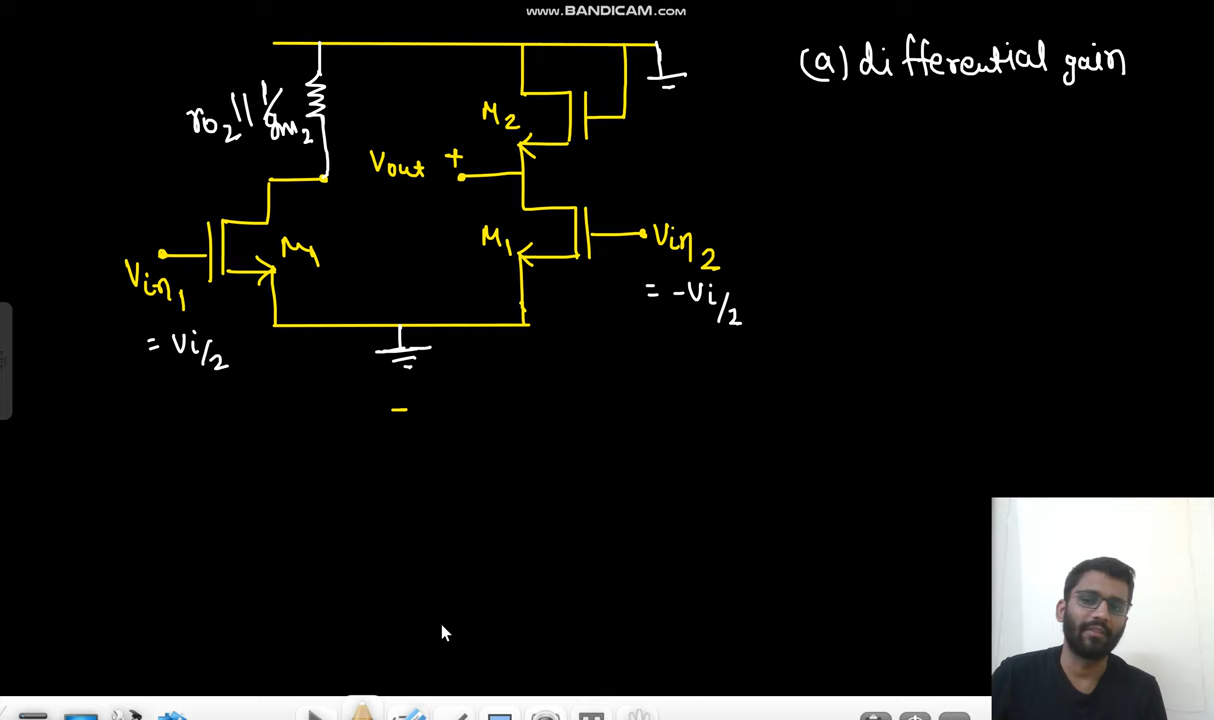 www.BANDICAM.com
(a) differential gain
ro2 || 1/gm2
M2
Vout +
M1
M1
Vin1
= Vi/2
Vin2
= -Vi/2
-